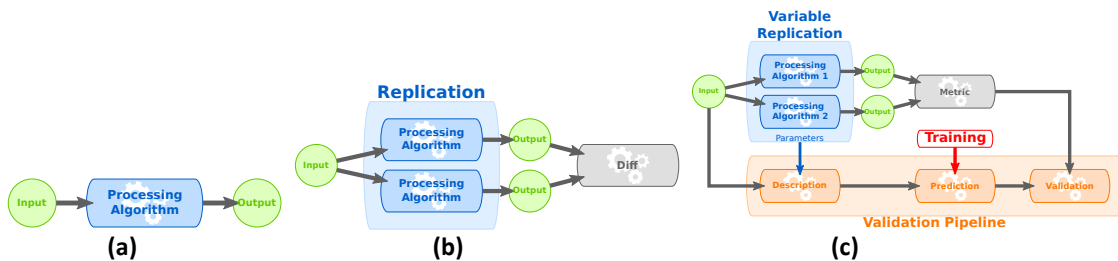 Input
Processing
Algorithm
Output
(a)
Replication
Input
Processing
Algorithm
Processing
Algorithm
Output
Output
Diff
(b)
Variable
Replication
Input
Processing
Algorithm 1
Processing
Algorithm 2
Parameters
Output
Output
Metric
Training
Description
Prediction
Validation
Validation Pipeline
(c)